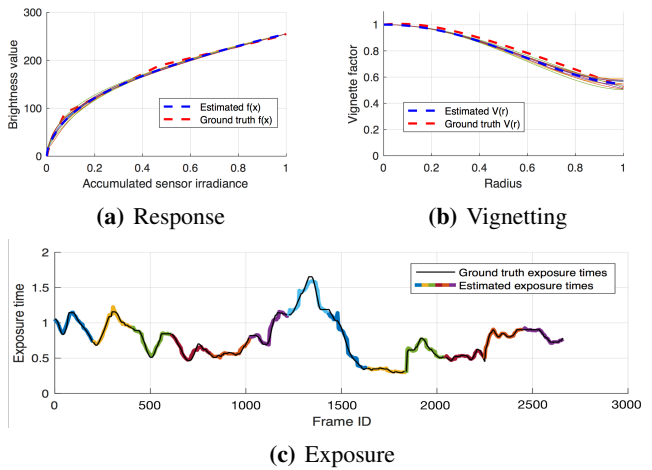 300
200
100
0
0 0.2 0.4 0.6 0.8 1
Brightness value
Accumulated sensor irradiance
Estimated f(x)
Ground truth f(x)
(a) Response
1
0.8
0.6
0.4
0.2
0
0 0.2 0.4 0.6 0.8 1
Vignette factor
Radius
Estimated V(r)
Ground truth V(r)
(b) Vignetting
2
1.5
1
0.5
0
0 500 1000 1500 2000 2500 3000
Exposure time
Frame ID
Ground truth exposure times
Estimated exposure times
(c) Exposure